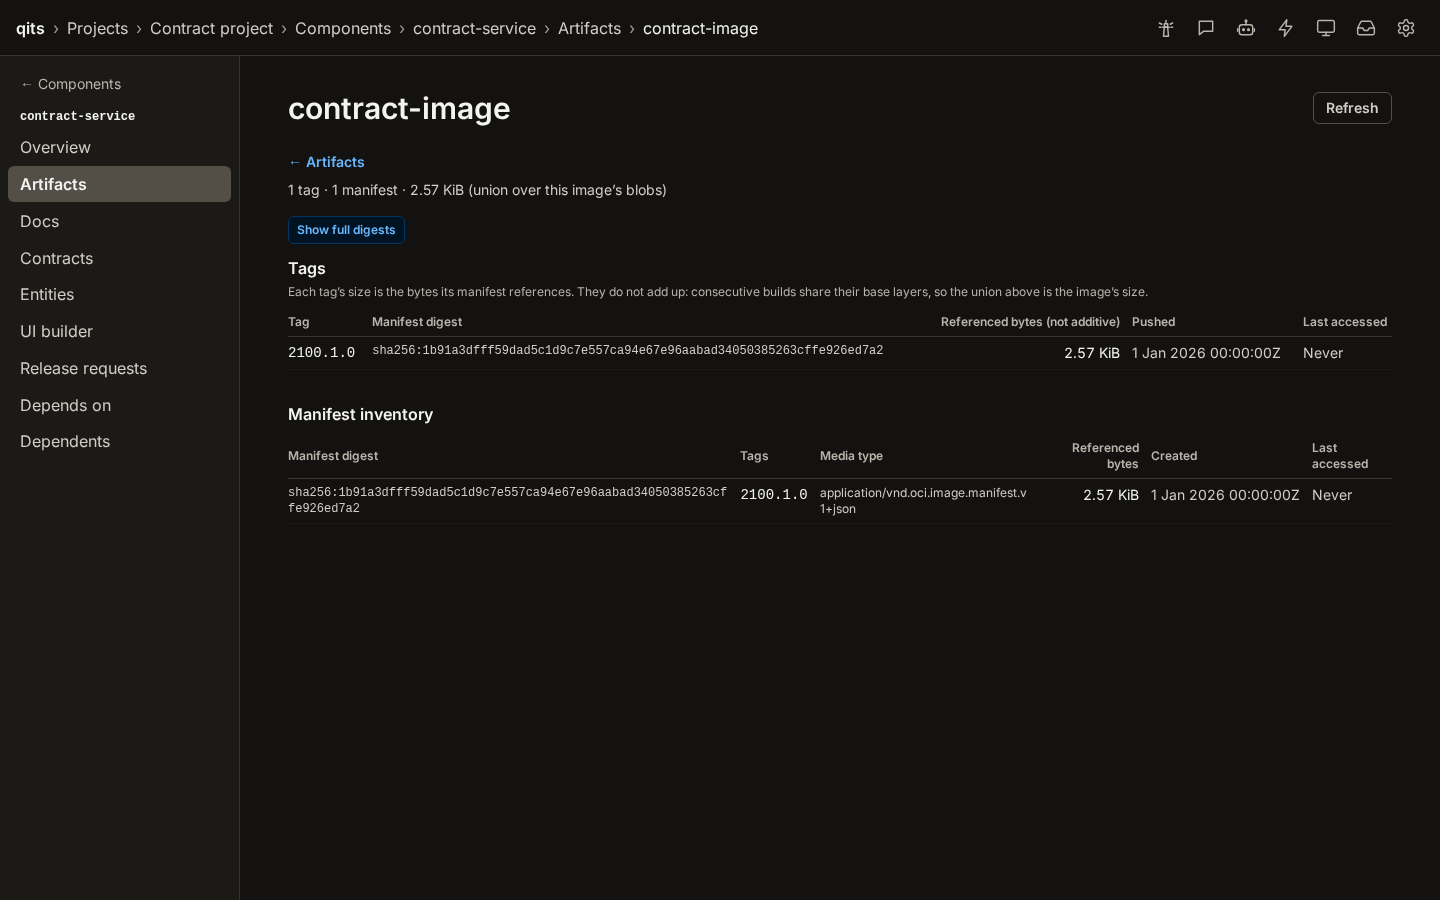 qits › Projects › Contract project › Components › contract-service › Artifacts › contract-image
← Components
contract-service
Overview
Artifacts
Docs
Contracts
Entities
UI builder
Release requests
Depends on
Dependents
contract-image
Refresh
← Artifacts
1 tag · 1 manifest · 2.57 KiB (union over this image’s blobs)
Show full digests
Tags
Each tag’s size is the bytes its manifest references. They do not add up: consecutive builds share their base layers, so the union above is the image’s size.
Tag Manifest digest Referenced bytes (not additive) Pushed Last accessed
2100.1.0 sha256:1b91a3dfff59dad5c1d9c7e557ca94e67e96aabad34050385263cffe926ed7a2 2.57 KiB 1 Jan 2026 00:00:00Z Never
Manifest inventory
Manifest digest Tags Media type Referenced bytes Created Last accessed
sha256:1b91a3dfff59dad5c1d9c7e557ca94e67e96aabad34050385263cf 2100.1.0 application/vnd.oci.image.manifest.v 2.57 KiB 1 Jan 2026 00:00:00Z Never
fe926ed7a2 1+json